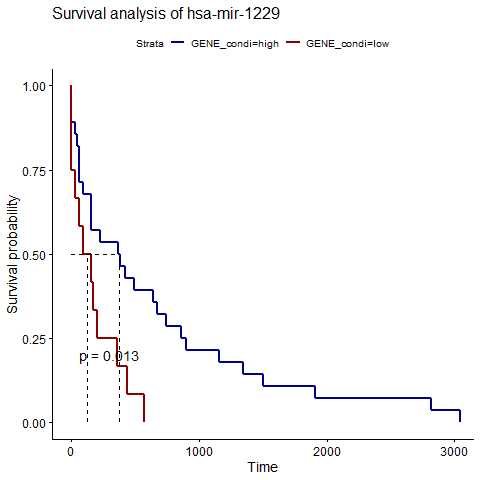 Survival analysis of hsa-mir-1229
Strata GENE_condi=high GENE_condi=low
Survival probability
1.00
0.75
0.50
0.25
0.00
p = 0.013
0 1000 2000 3000
Time